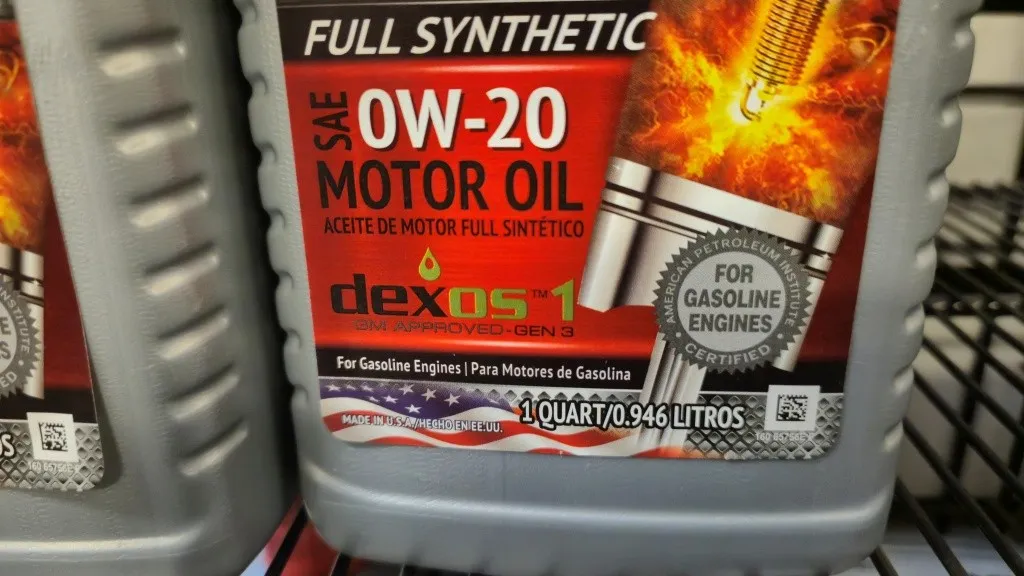 FULL SYNTHETIC
SAE 0W-20
MOTOR OIL
ACEITE DE MOTOR FULL SINTÉTICO
dexos™1
GM APPROVED-GEN 3
AMERICAN PETROLEUM INSTITUTE
FOR
GASOLINE
ENGINES
CERTIFIED
For Gasoline Engines | Para Motores de Gasolina
MADE IN U.S.A./HECHO EN EE.UU.
1 QUART/0.946 LITROS